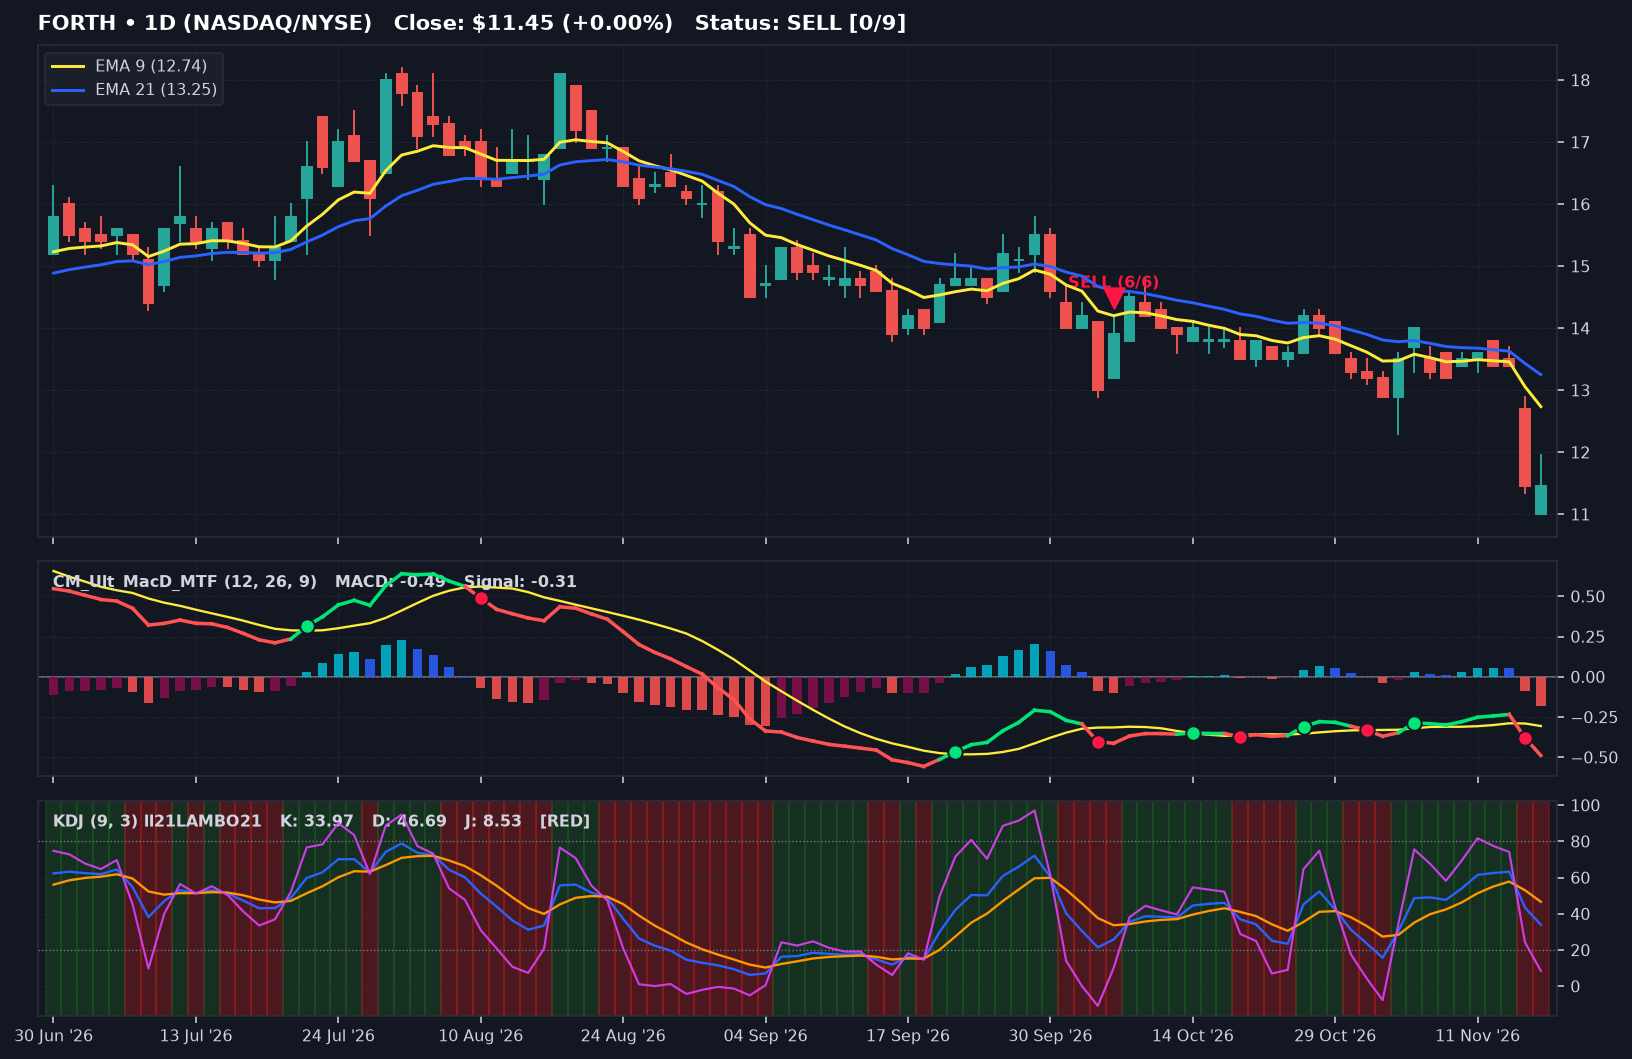 FORTH • 1D (NASDAQ/NYSE)   Close: $11.45 (+0.00%)   Status: SELL [0/9]
EMA 9 (12.74)
EMA 21 (13.25)
18
17
16
15
14
13
12
11
SELL (6/6)
CM_Ult_MacD_MTF (12, 26, 9)   MACD: -0.49   Signal: -0.31
0.50
0.25
0.00
−0.25
−0.50
KDJ (9, 3) II21LAMBO21   K: 33.97   D: 46.69   J: 8.53   [RED]
100
80
60
40
20
0
30 Jun '26
13 Jul '26
24 Jul '26
10 Aug '26
24 Aug '26
04 Sep '26
17 Sep '26
30 Sep '26
14 Oct '26
29 Oct '26
11 Nov '26